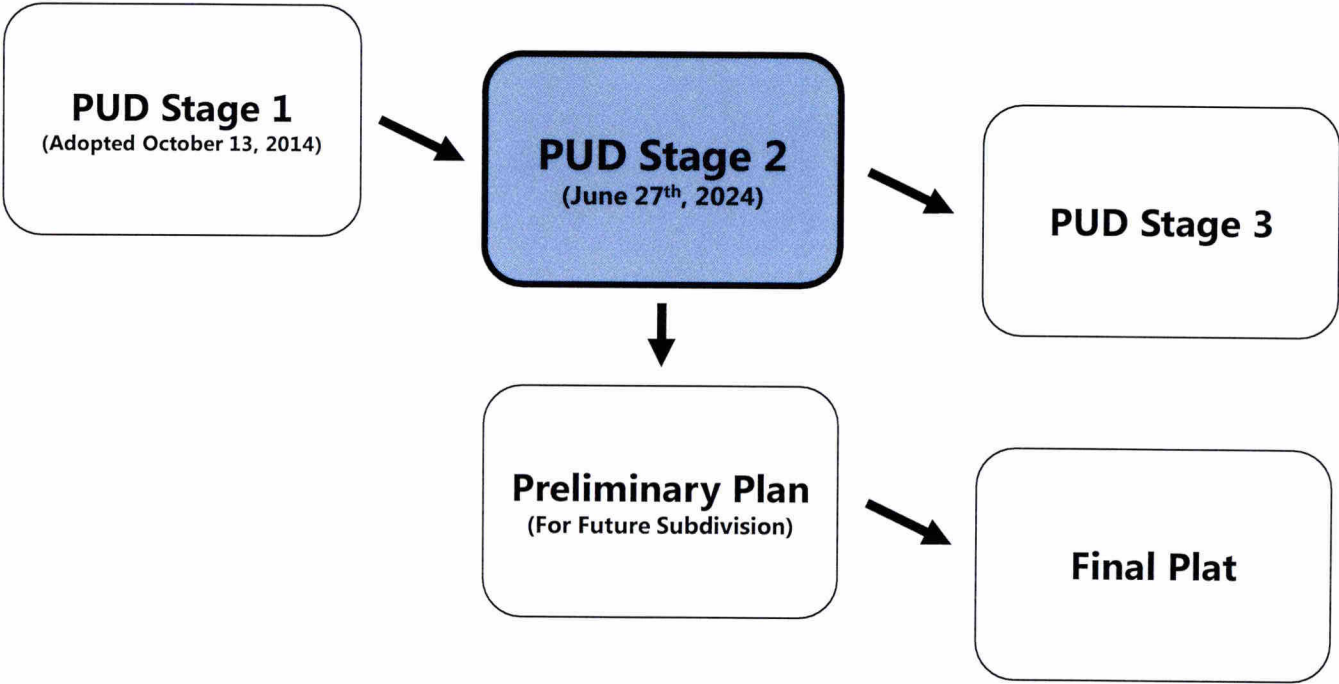 PUD Stage 1
(Adopted October 13, 2014)
PUD Stage 2
(June 27th, 2024)
PUD Stage 3
Preliminary Plan
(For Future Subdivision)
Final Plat